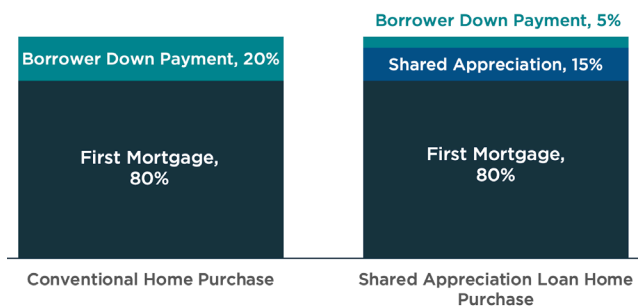 Borrower Down Payment, 5%
Borrower Down Payment, 20%
Shared Appreciation, 15%
First Mortgage,
80%
First Mortgage,
80%
Conventional Home Purchase
Shared Appreciation Loan Home
Purchase